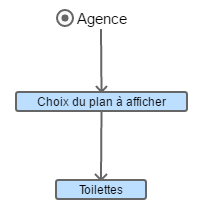 Agence
Choix du plan à afficher
Toilettes